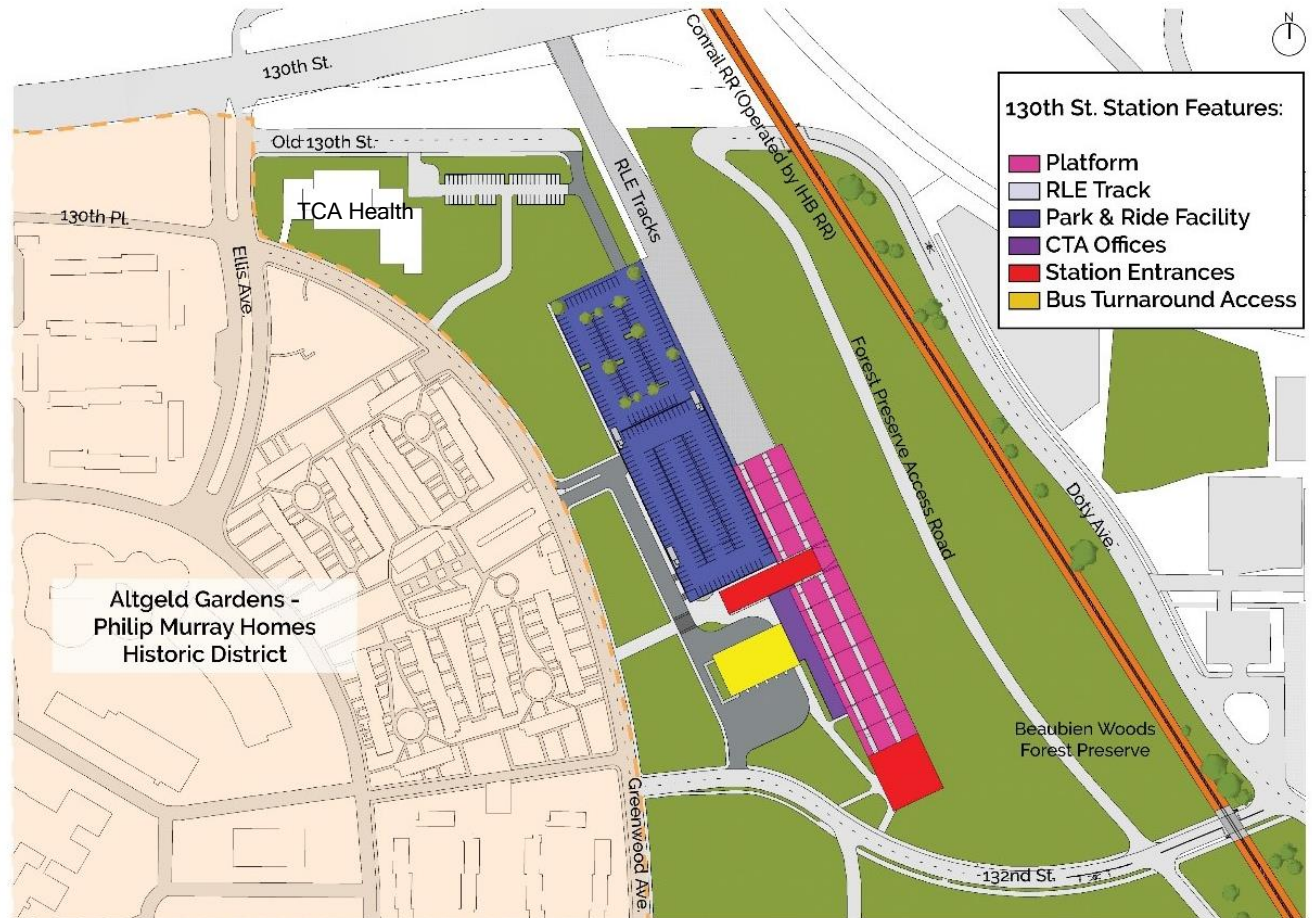 130th St.
N
Conrail RR (Operated by IHB RR)
130th St. Station Features:
Platform
RLE Track
Park & Ride Facility
CTA Offices
Station Entrances
Bus Turnaround Access
Old 130th St.
RLE Tracks
TCA Health
130th Pl.
Ellis Ave.
Forest Preserve Access Road
Doty Ave.
Altgeld Gardens -
Philip Murray Homes
Historic District
Beaubien Woods
Forest Preserve
Greenwood Ave.
132nd St.